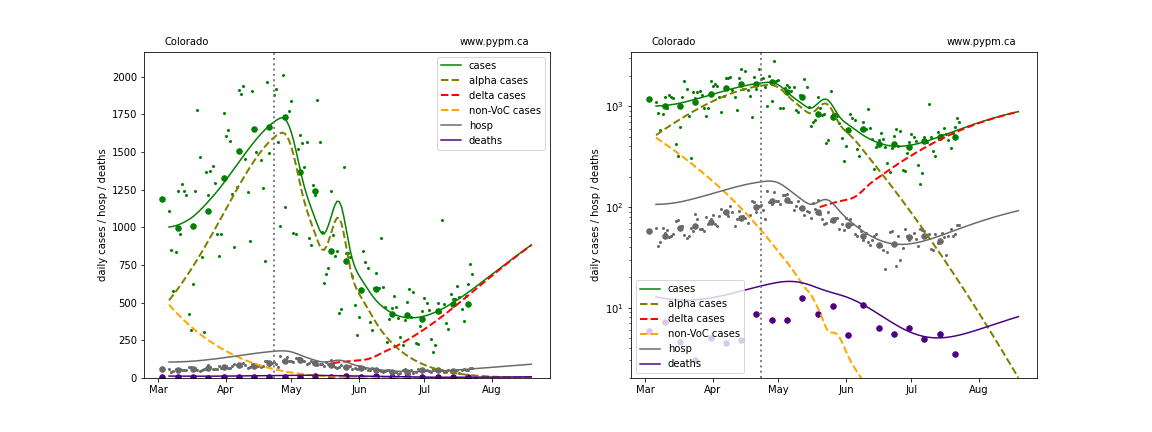 Colorado www.pypm.ca
daily cases / hosp / deaths
2000
1750
1500
1250
1000
750
500
250
0
Mar Apr May Jun Jul Aug
cases
alpha cases
delta cases
non-VoC cases
hosp
deaths
Colorado www.pypm.ca
daily cases / hosp / deaths
10³
10²
10¹
Mar Apr May Jun Jul Aug
cases
alpha cases
delta cases
non-VoC cases
hosp
deaths